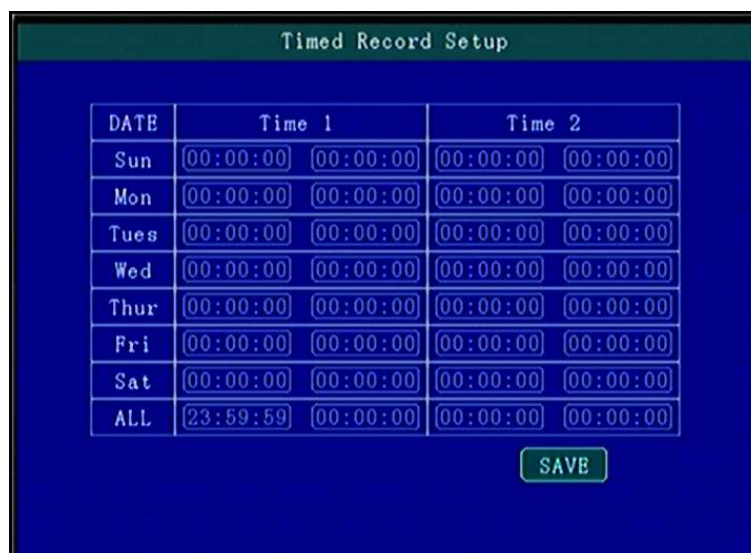 Timed Record Setup
DATE Time 1 Time 2
Sun 00:00:00 00:00:00 00:00:00 00:00:00
Mon 00:00:00 00:00:00 00:00:00 00:00:00
Tues 00:00:00 00:00:00 00:00:00 00:00:00
Wed 00:00:00 00:00:00 00:00:00 00:00:00
Thur 00:00:00 00:00:00 00:00:00 00:00:00
Fri 00:00:00 00:00:00 00:00:00 00:00:00
Sat 00:00:00 00:00:00 00:00:00 00:00:00
ALL 23:59:59 00:00:00 00:00:00 00:00:00
SAVE